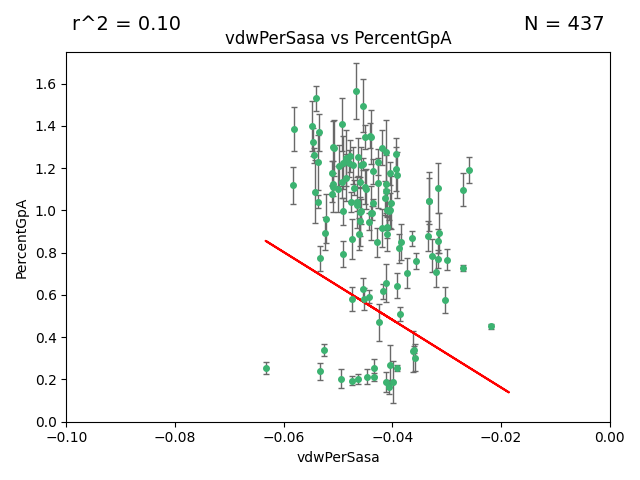 r^2 = 0.10 N = 437
vdwPerSasa vs PercentGpA
1.6
1.4
1.2
1.0
0.8
0.6
0.4
0.2
0.0
PercentGpA
−0.10 −0.08 −0.06 −0.04 −0.02 0.00
vdwPerSasa